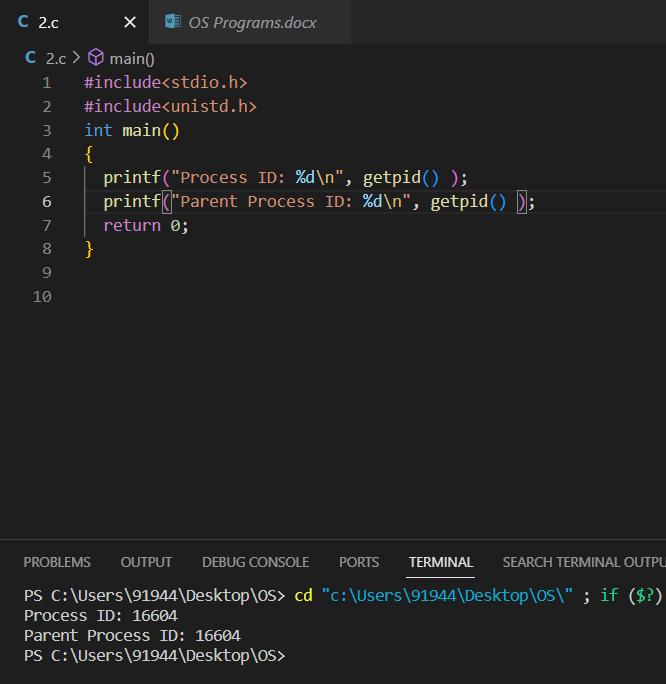 C 2.c × OS Programs.docx
C 2.c > main()
1 #include<stdio.h>
2 #include<unistd.h>
3 int main()
4 {
5 printf("Process ID: %d\n", getpid() );
6 printf("Parent Process ID: %d\n", getpid() );
7 return 0;
8 }
9
10
PROBLEMS OUTPUT DEBUG CONSOLE PORTS TERMINAL SEARCH TERMINAL OUTPU
PS C:\Users\91944\Desktop\OS> cd "c:\Users\91944\Desktop\OS\" ; if ($?)
Process ID: 16604
Parent Process ID: 16604
PS C:\Users\91944\Desktop\OS>